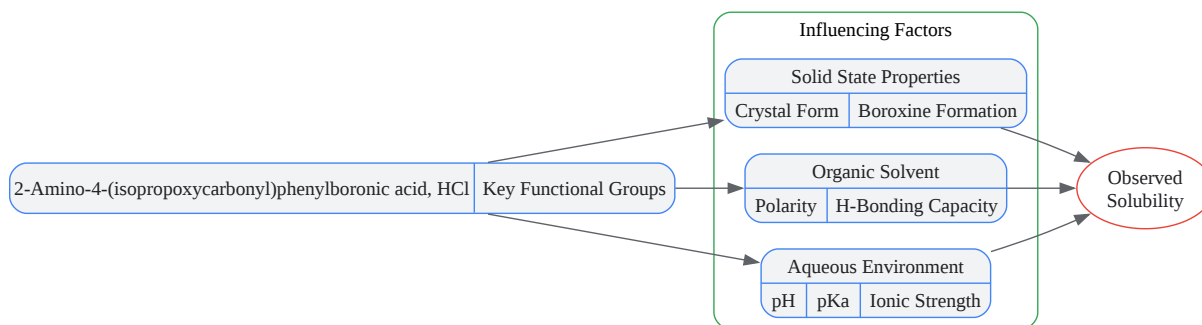 Influencing Factors
Solid State Properties
Crystal Form
Boroxine Formation
2-Amino-4-(isopropoxycarbonyl)phenylboronic acid, HCl
Key Functional Groups
Organic Solvent
Polarity
H-Bonding Capacity
Aqueous Environment
pH
pKa
Ionic Strength
Observed
Solubility